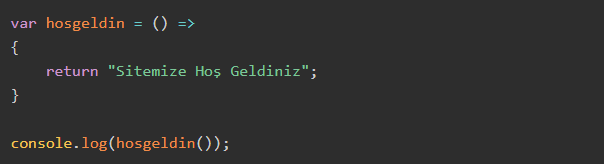 var hosgeldin = () =>
{
    return "Sitemize Hoş Geldiniz";
}
console.log(hosgeldin());